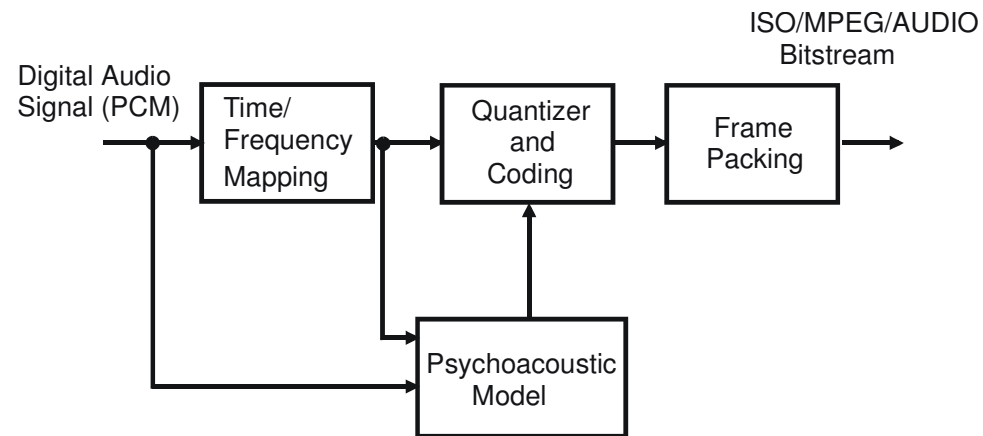 ISO/MPEG/AUDIO
Bitstream
Digital Audio
Signal (PCM)
Time/
Frequency
Mapping
Quantizer
and
Coding
Frame
Packing
Psychoacoustic
Model